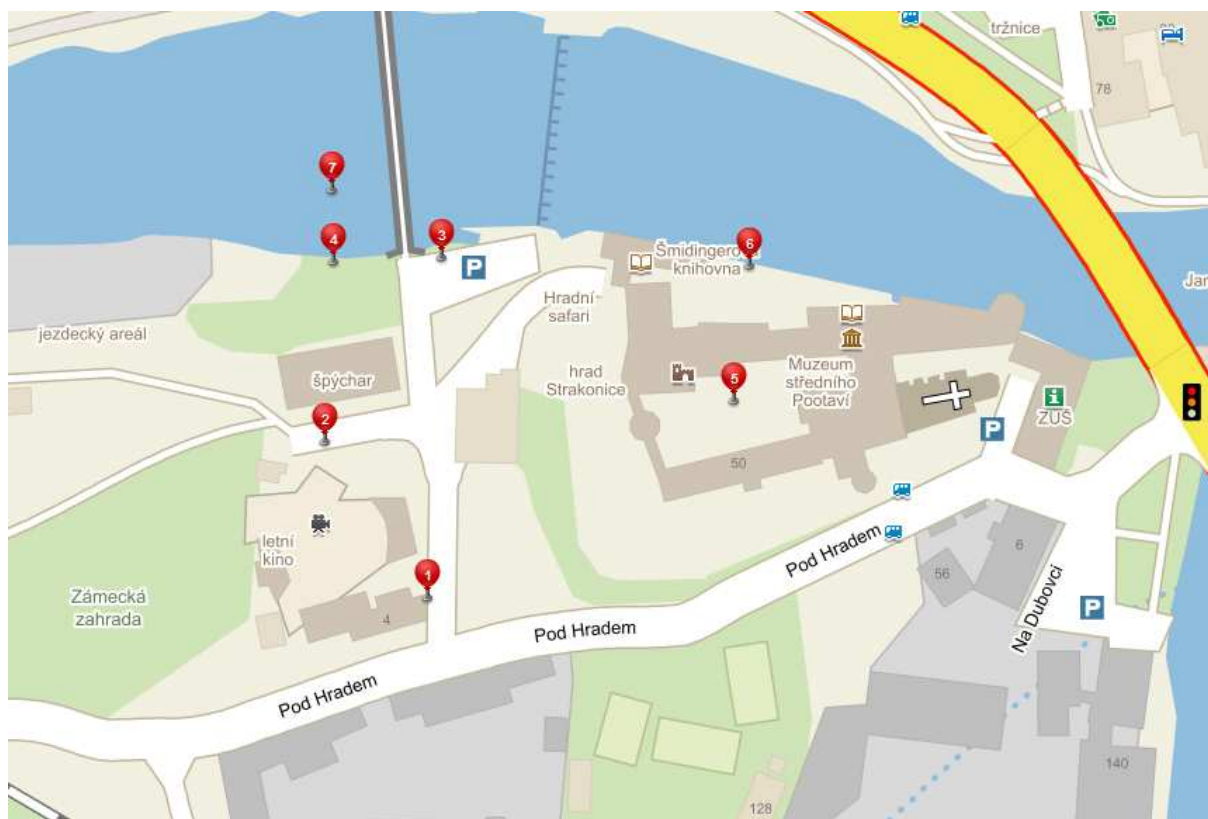 tržnice
78
7
4
3
6
P
Šmidingerova
knihovna
Jar
jezdecký areál
Hradní
safari
špýchar
hrad
Strakonice
5
Muzeum
středního
Pootaví
2
ZUŠ
P
50
letní
kino
Pod Hradem
6
56
1
Zámecká
zahrada
4
Pod Hradem
Na Dubovci
P
Pod Hradem
140
128